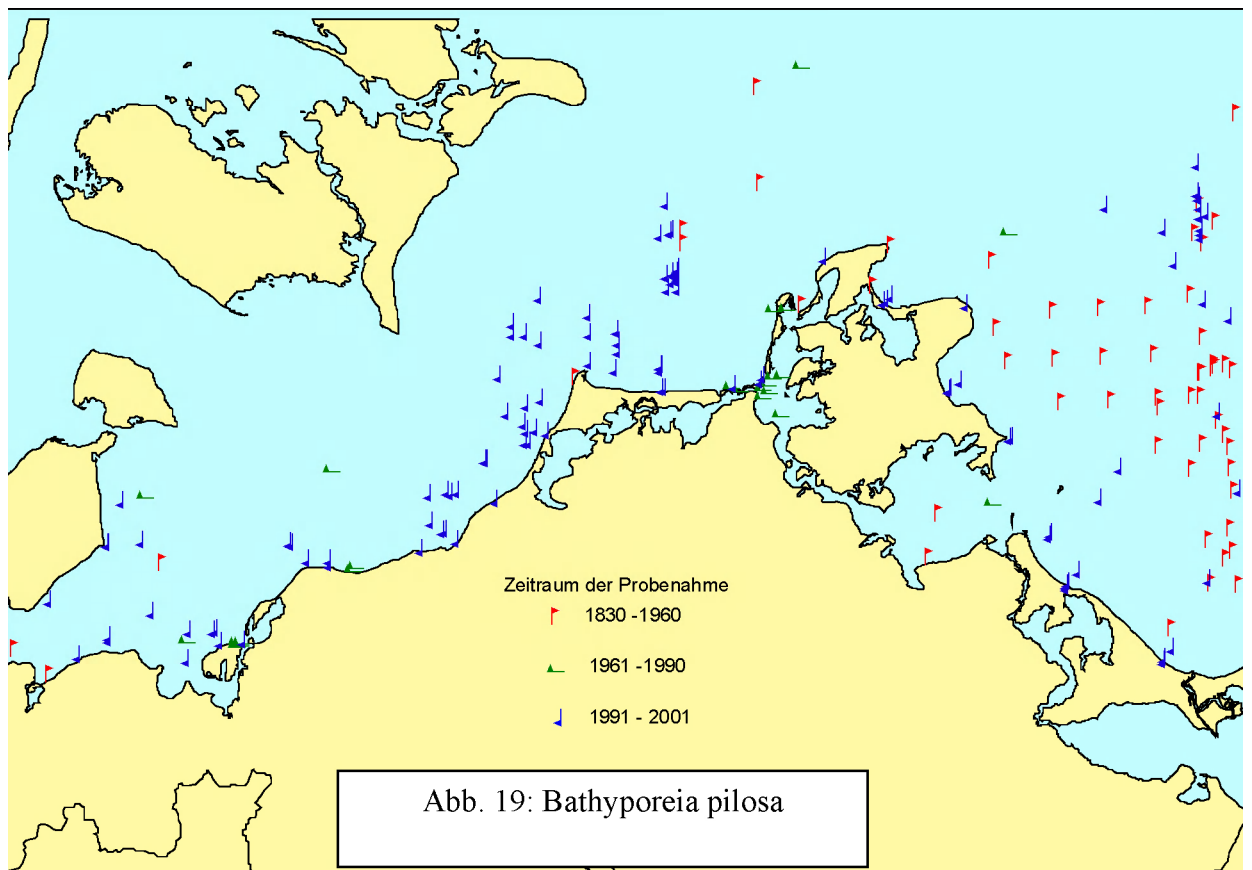 Zeitraum der Probenahme
1830 -1960
1961 -1990
1991 - 2001
Abb. 19: Bathyporeia pilosa